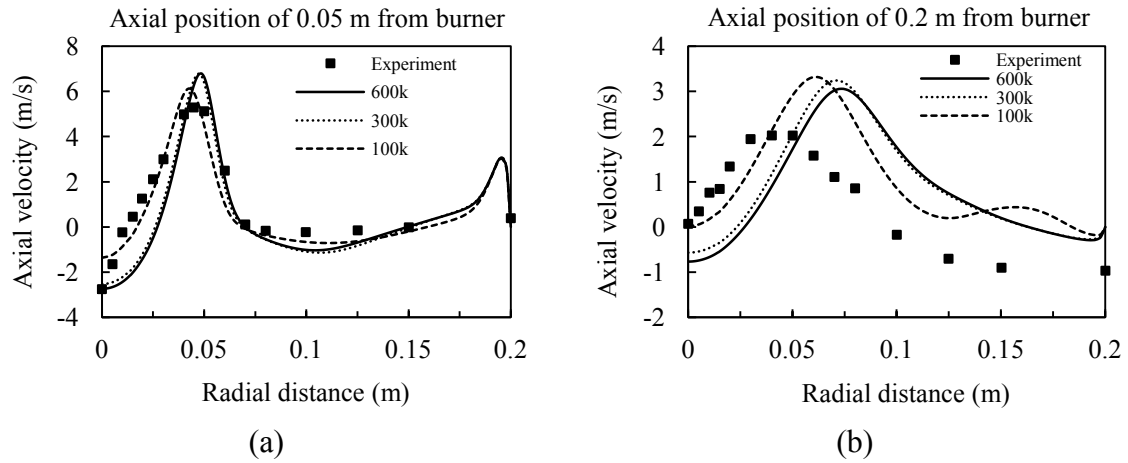 Axial position of 0.05 m from burner
8
6
4
2
0
-2
-4
Axial velocity (m/s)
Experiment
600k
300k
100k
0
0.05
0.1
0.15
0.2
Radial distance (m)
(a)
Axial position of 0.2 m from burner
4
3
2
1
0
-1
-2
Axial velocity (m/s)
Experiment
600k
300k
100k
0
0.05
0.1
0.15
0.2
Radial distance (m)
(b)